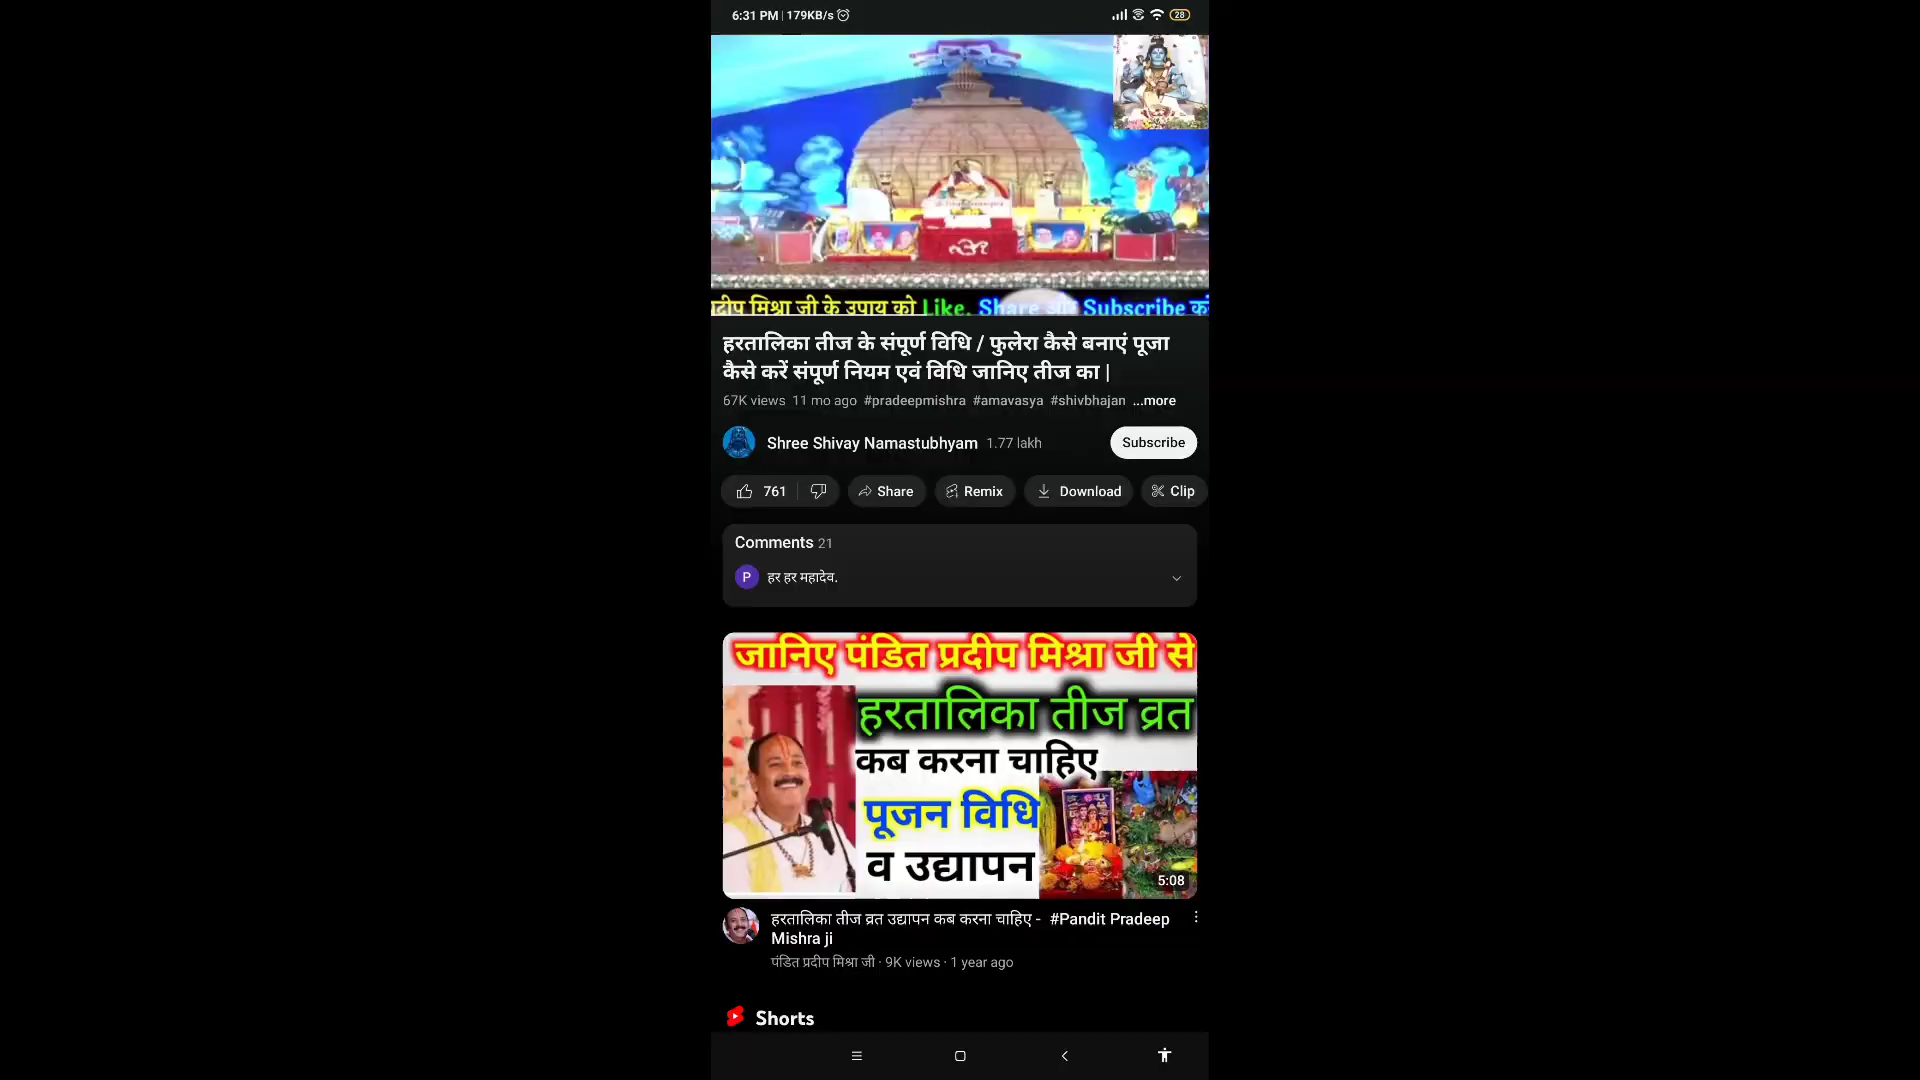 6:31 PM | 179KB/s
28
दीप मिश्रा जी के उपाय को Like, Share और Subscribe करें
हरतालिका तीज के संपूर्ण विधि / फुलेरा कैसे बनाएं पूजा
कैसे करें संपूर्ण नियम एवं विधि जानिए तीज का |
67K views 11 mo ago #pradeepmishra #amavasya #shivbhajan ...more
Shree Shivay Namastubhyam 1.77 lakh
Subscribe
761 Share Remix Download Clip
Comments 21
P हर हर महादेव.
जानिए पंडित प्रदीप मिश्रा जी से
हरतालिका तीज व्रत
कब करना चाहिए
पूजन विधि
व उद्यापन
5:08
हरतालिका तीज व्रत उद्यापन कब करना चाहिए - #Pandit Pradeep
Mishra ji
पंडित प्रदीप मिश्रा जी · 9K views · 1 year ago
Shorts